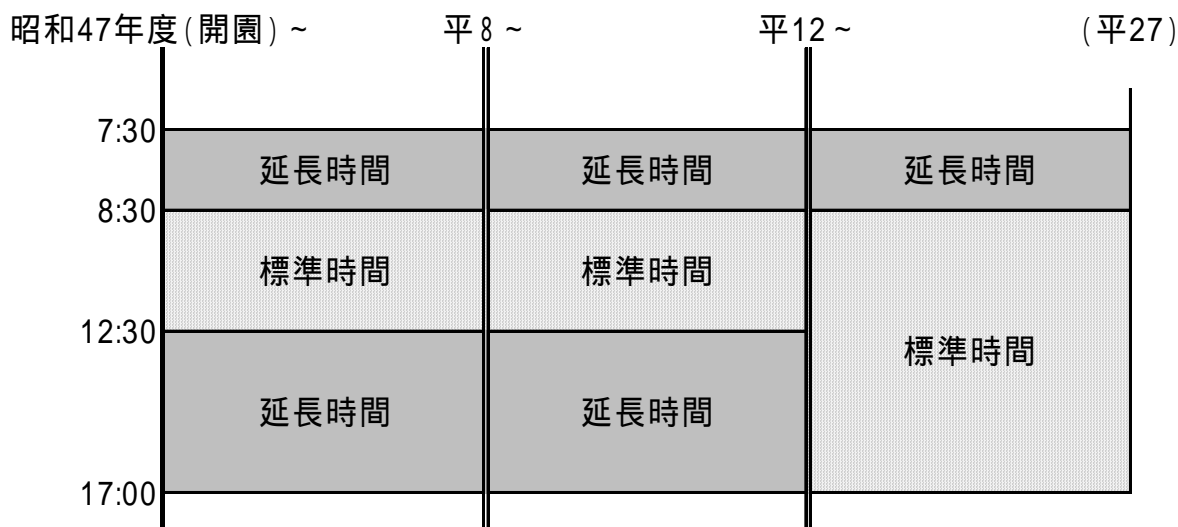 昭和47年度(開園)~ 平8~ 平12~ (平27)
7:30
延長時間 延長時間 延長時間
8:30
標準時間 標準時間
12:30
標準時間
延長時間 延長時間
17:00